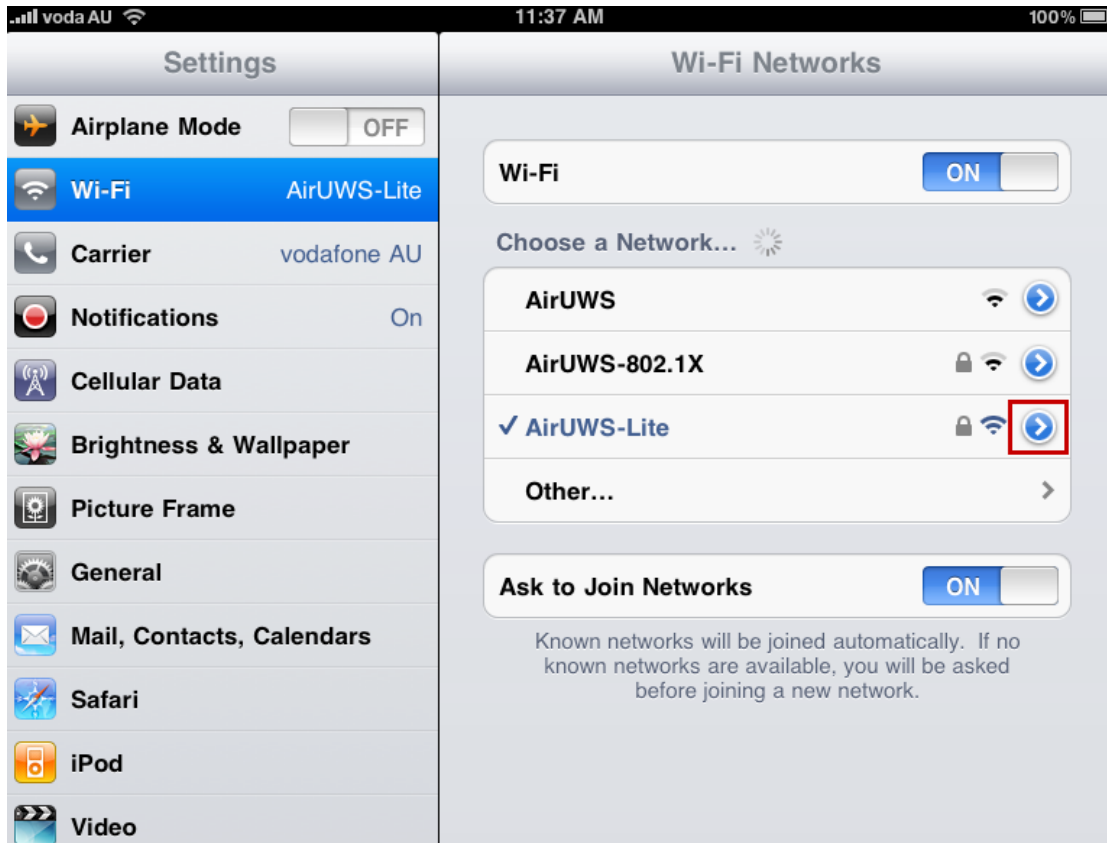 voda AU 11:37 AM 100%
Settings
Airplane Mode OFF
Wi-Fi AirUWS-Lite
Carrier vodafone AU
Notifications On
Cellular Data
Brightness & Wallpaper
Picture Frame
General
Mail, Contacts, Calendars
Safari
iPod
Video
Wi-Fi Networks
Wi-Fi ON
Choose a Network...
AirUWS
AirUWS-802.1X
AirUWS-Lite
Other...
Ask to Join Networks ON
Known networks will be joined automatically. If no
known networks are available, you will be asked
before joining a new network.